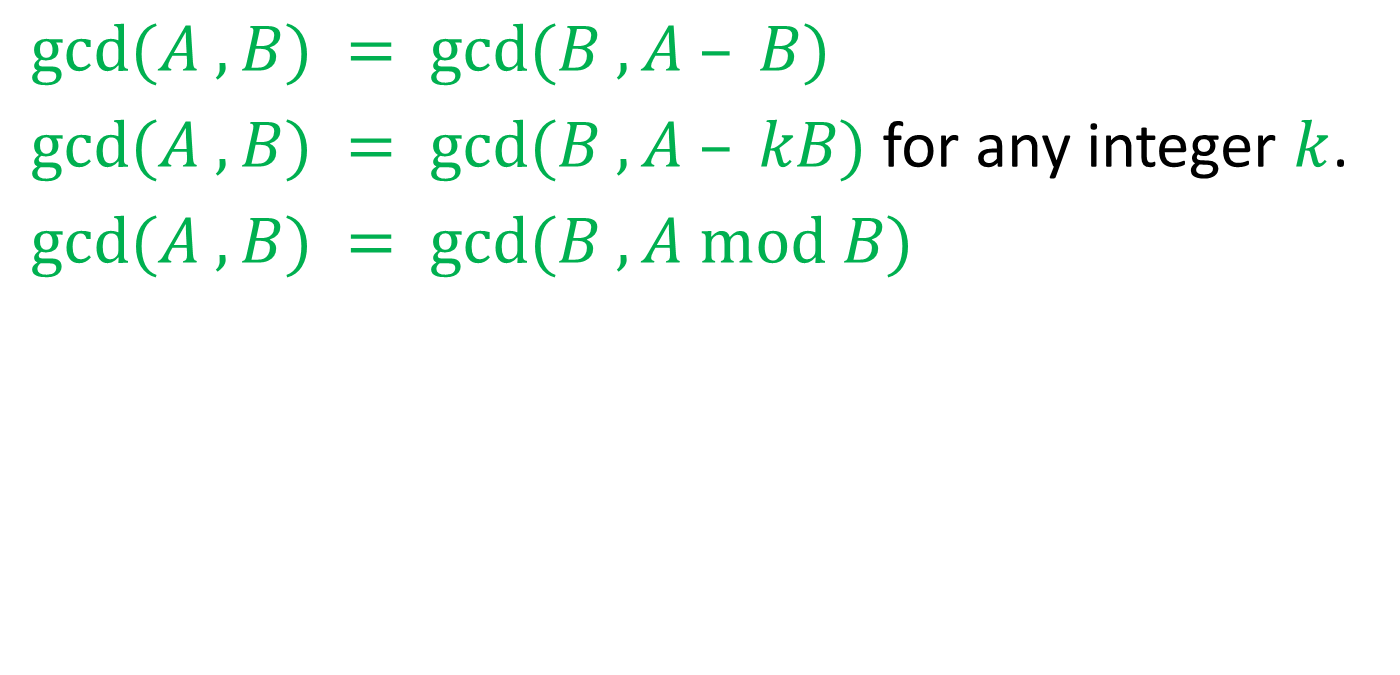 gcd(A , B) = gcd(B , A − B)
gcd(A , B) = gcd(B , A − kB) for any integer k.
gcd(A , B) = gcd(B , A mod B)